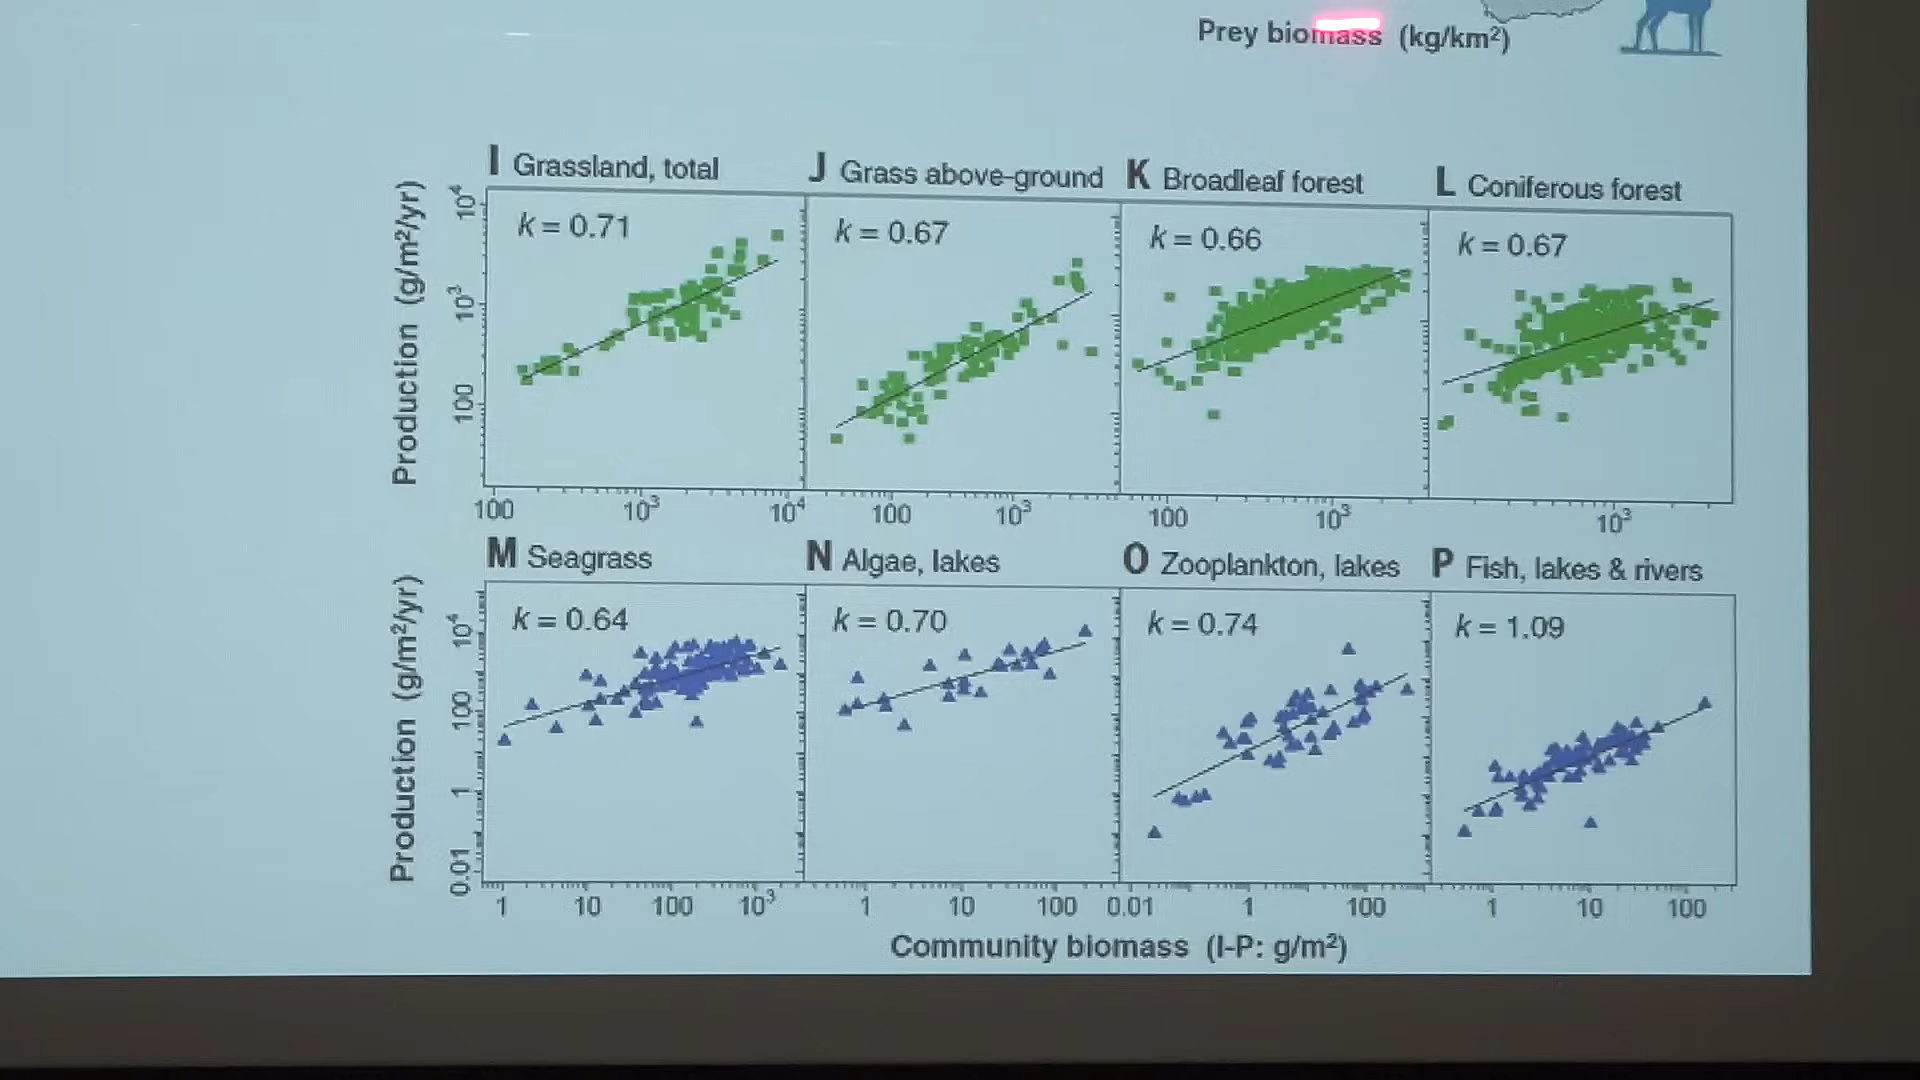 Prey biomass (kg/km²)
I Grassland, total
J Grass above-ground
K Broadleaf forest
L Coniferous forest
Production (g/m²/yr)
10⁴
10³
100
k = 0.71
k = 0.67
k = 0.66
k = 0.67
100 10³ 10⁴
100 10³
100 10³
10³
M Seagrass
N Algae, lakes
O Zooplankton, lakes
P Fish, lakes & rivers
Production (g/m²/yr)
10⁴
100
1
0.01
k = 0.64
k = 0.70
k = 0.74
k = 1.09
1 10 100 10³
1 10 100
0.01 1 100
1 10 100
Community biomass (I-P: g/m²)